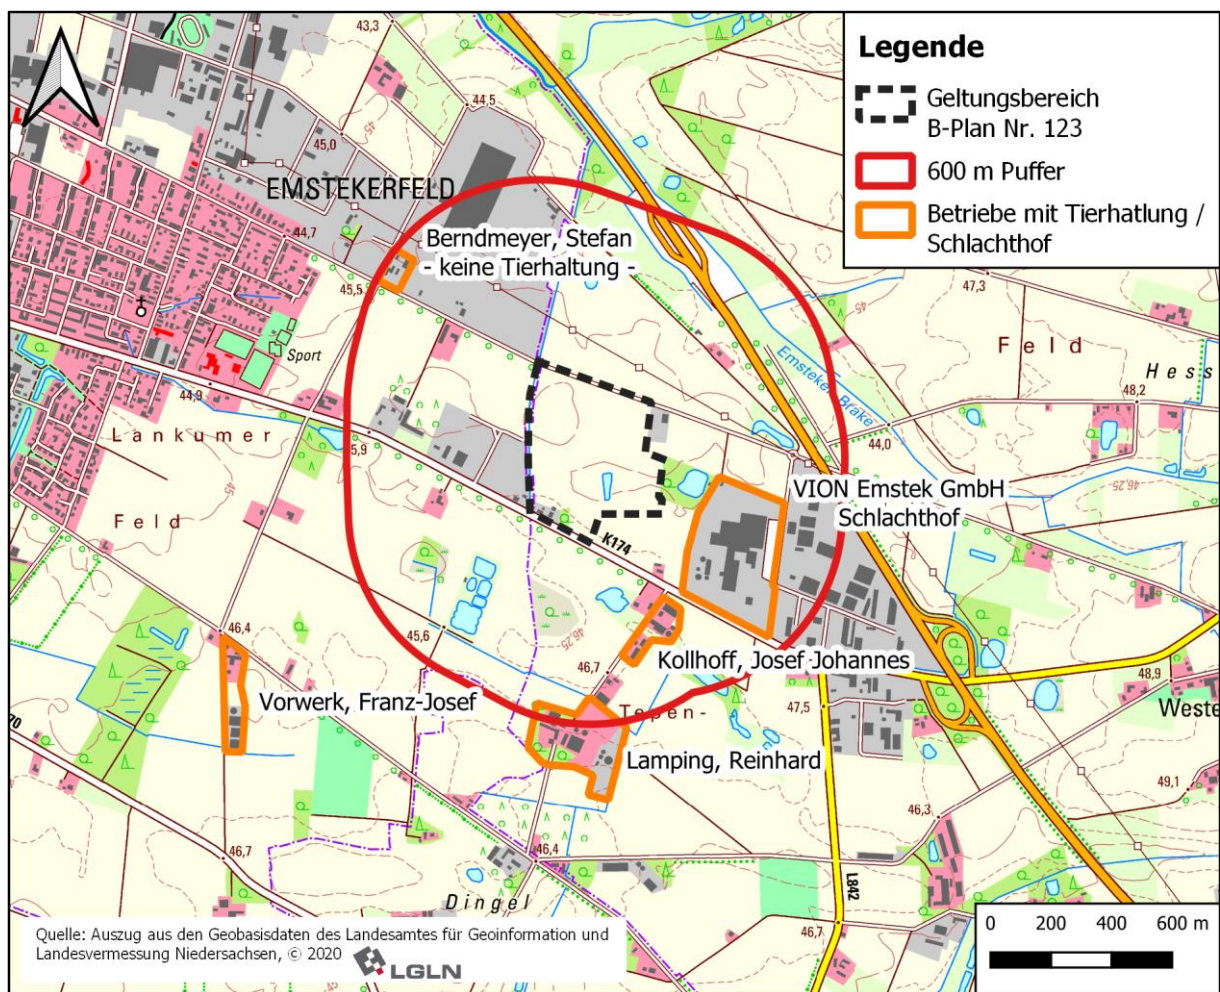 Legende
Geltungsbereich
B-Plan Nr. 123
600 m Puffer
Betriebe mit Tierhatlung /
Schlachthof
43,3
44,5
45
45,0
EMSTEKERFELD
44,7
Berndmeyer, Stefan
- keine Tierhaltung -
45,5
47,3
45
Feld
Hess
Sport
Emsteker Brake
48,2
44,9
44,0
Lankumer
5,9
46,25
45
Feld
VION Emstek GmbH
Schlachthof
K174
46,4
45,6
46,25
46,7
Kollhoff, Josef Johannes
48,9
Vorwerk, Franz-Josef
Tepen-
47,5
Weste
70
Lamping, Reinhard
49,1
46,3
46,7
46,4
L842
Dingel
46,7
Quelle: Auszug aus den Geobasisdaten des Landesamtes für Geoinformation und
Landesvermessung Niedersachsen, © 2020
LGLN
0 200 400 600 m